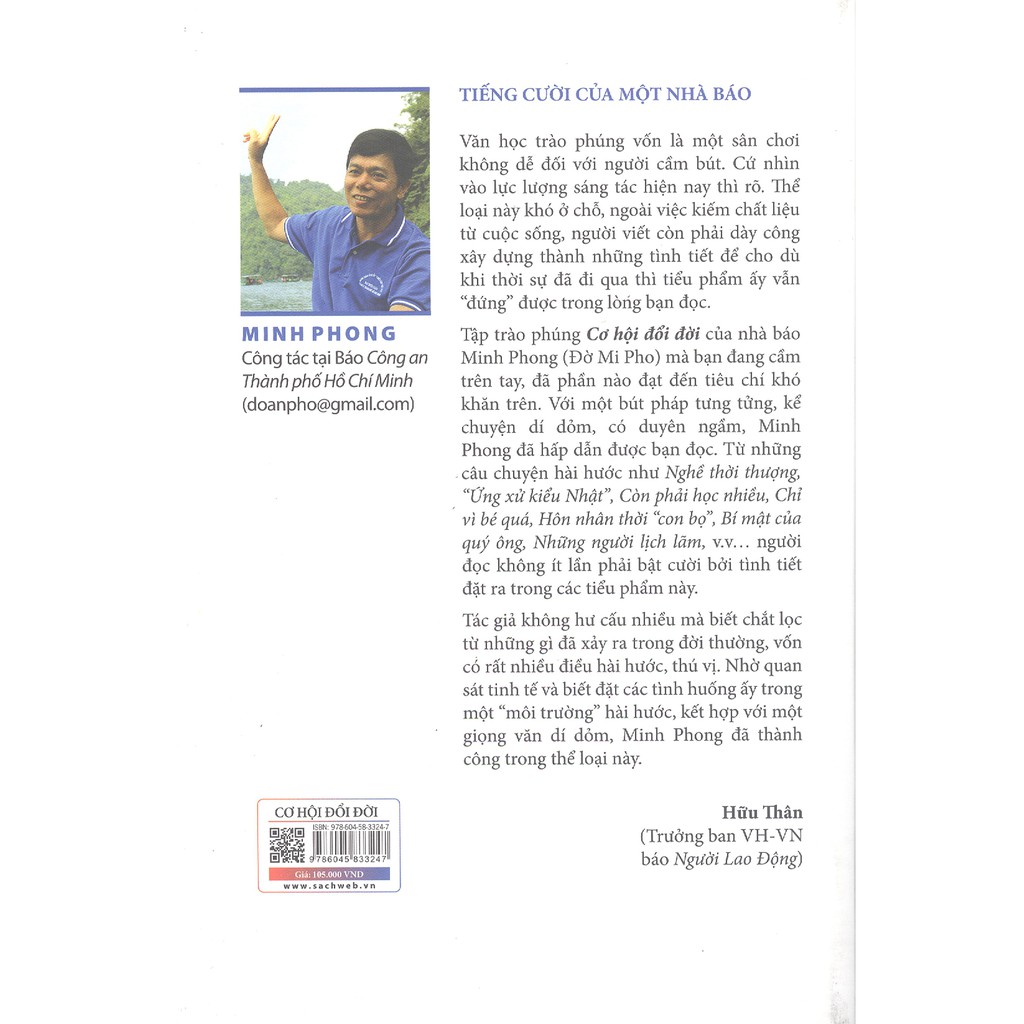 TIẾNG CƯỜI CỦA MỘT NHÀ BÁO
Văn học trào phúng vốn là một sân chơi
không dễ đối với người cầm bút. Cứ nhìn
vào lực lượng sáng tác hiện nay thì rõ. Thể
loại này khó ở chỗ, ngoài việc kiếm chất liệu
từ cuộc sống, người viết còn phải dày công
xây dựng thành những tình tiết để cho dù
khi thời sự đã đi qua thì tiểu phẩm ấy vẫn
“đứng” được trong lòng bạn đọc.
Tập trào phúng Cơ hội đổi đời của nhà báo
Minh Phong (Đờ Mi Pho) mà bạn đang cầm
trên tay, đã phần nào đạt đến tiêu chí khó
khăn trên. Với một bút pháp tưng tửng, kể
chuyện dí dỏm, có duyên ngầm, Minh
Phong đã hấp dẫn được bạn đọc. Từ những
câu chuyện hài hước như Nghề thời thượng,
“Ứng xử kiểu Nhật”, Còn phải học nhiều, Chỉ
vì bé quá, Hôn nhân thời “con bọ”, Bí mật của
quý ông, Những người lịch lãm, v.v… người
đọc không ít lần phải bật cười bởi tình tiết
đặt ra trong các tiểu phẩm này.
Tác giả không hư cấu nhiều mà biết chắt lọc
từ những gì đã xảy ra trong đời thường, vốn
có rất nhiều điều hài hước, thú vị. Nhờ quan
sát tinh tế và biết đặt các tình huống ấy trong
một “môi trường” hài hước, kết hợp với một
giọng văn dí dỏm, Minh Phong đã thành
công trong thể loại này.
Hữu Thân
(Trưởng ban VH-VN
báo Người Lao Động)
MINH PHONG
Công tác tại Báo Công an
Thành phố Hồ Chí Minh
(doanpho@gmail.com)
CƠ HỘI ĐỔI ĐỜI
ISBN: 978-604-58-3324-7
9786045833247
Giá: 105.000 VND
www.sachweb.vn